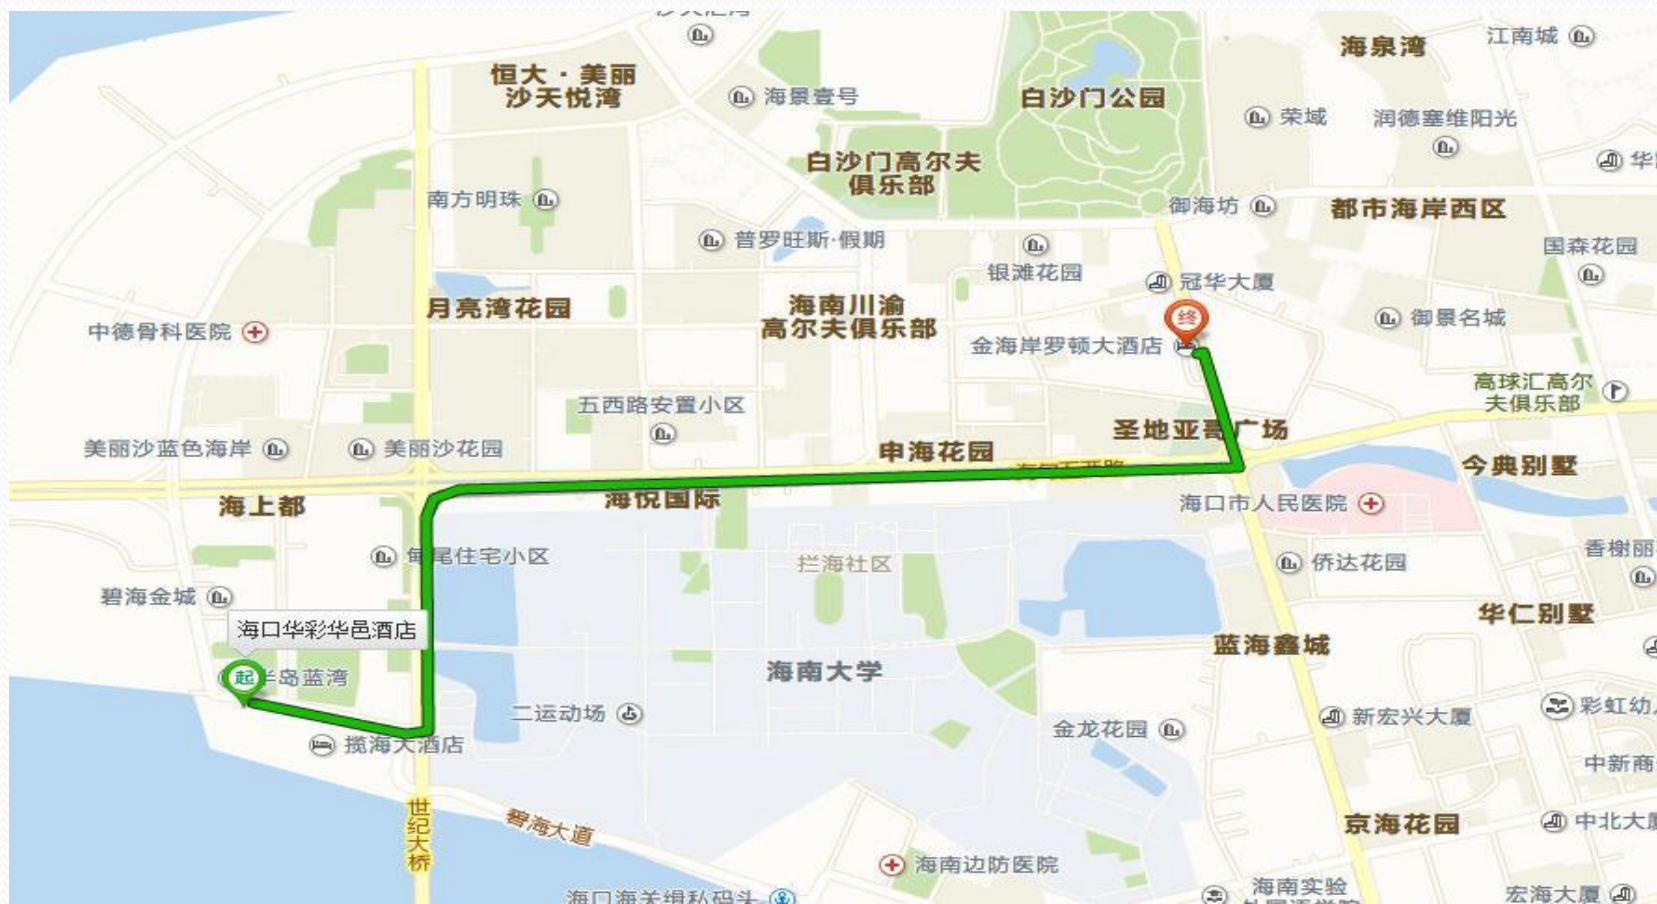 江南城
海泉湾
恒大·美丽
沙天悦湾
海景壹号
白沙门公园
荣域
润德塞维阳光
白沙门高尔夫
俱乐部
南方明珠
御海坊
都市海岸西区
普罗旺斯·假期
国森花园
银滩花园
冠华大厦
月亮湾花园
海南川渝
高尔夫俱乐部
终
御景名城
中德骨科医院
金海岸罗顿大酒店
高球汇高尔
夫俱乐部
五西路安置小区
圣地亚哥广场
美丽沙蓝色海岸
美丽沙花园
申海花园
今典别墅
海上都
海悦国际
海口市人民医院
住宅小区
拦海社区
侨达花园
香榭丽
碧海金城
华仁别墅
海口华彩华邑酒店
蓝海鑫城
起
半岛蓝湾
海南大学
二运动场
金龙花园
新宏兴大厦
彩虹幼
揽海大酒店
中新商
世纪大桥
碧海大道
京海花园
中北大厦
海南边防医院
海口海关缉私码头
海南实验
宏海大厦